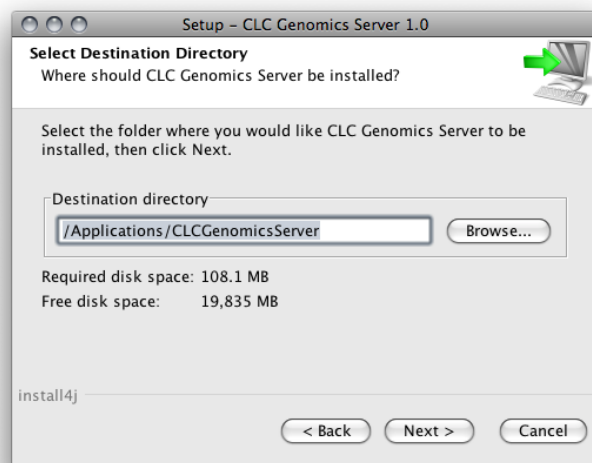 Setup – CLC Genomics Server 1.0
Select Destination Directory
Where should CLC Genomics Server be installed?
Select the folder where you would like CLC Genomics Server to be
installed, then click Next.
Destination directory
/Applications/CLCGenomicsServer
Browse...
Required disk space: 108.1 MB
Free disk space: 19,835 MB
install4j
< Back
Next >
Cancel